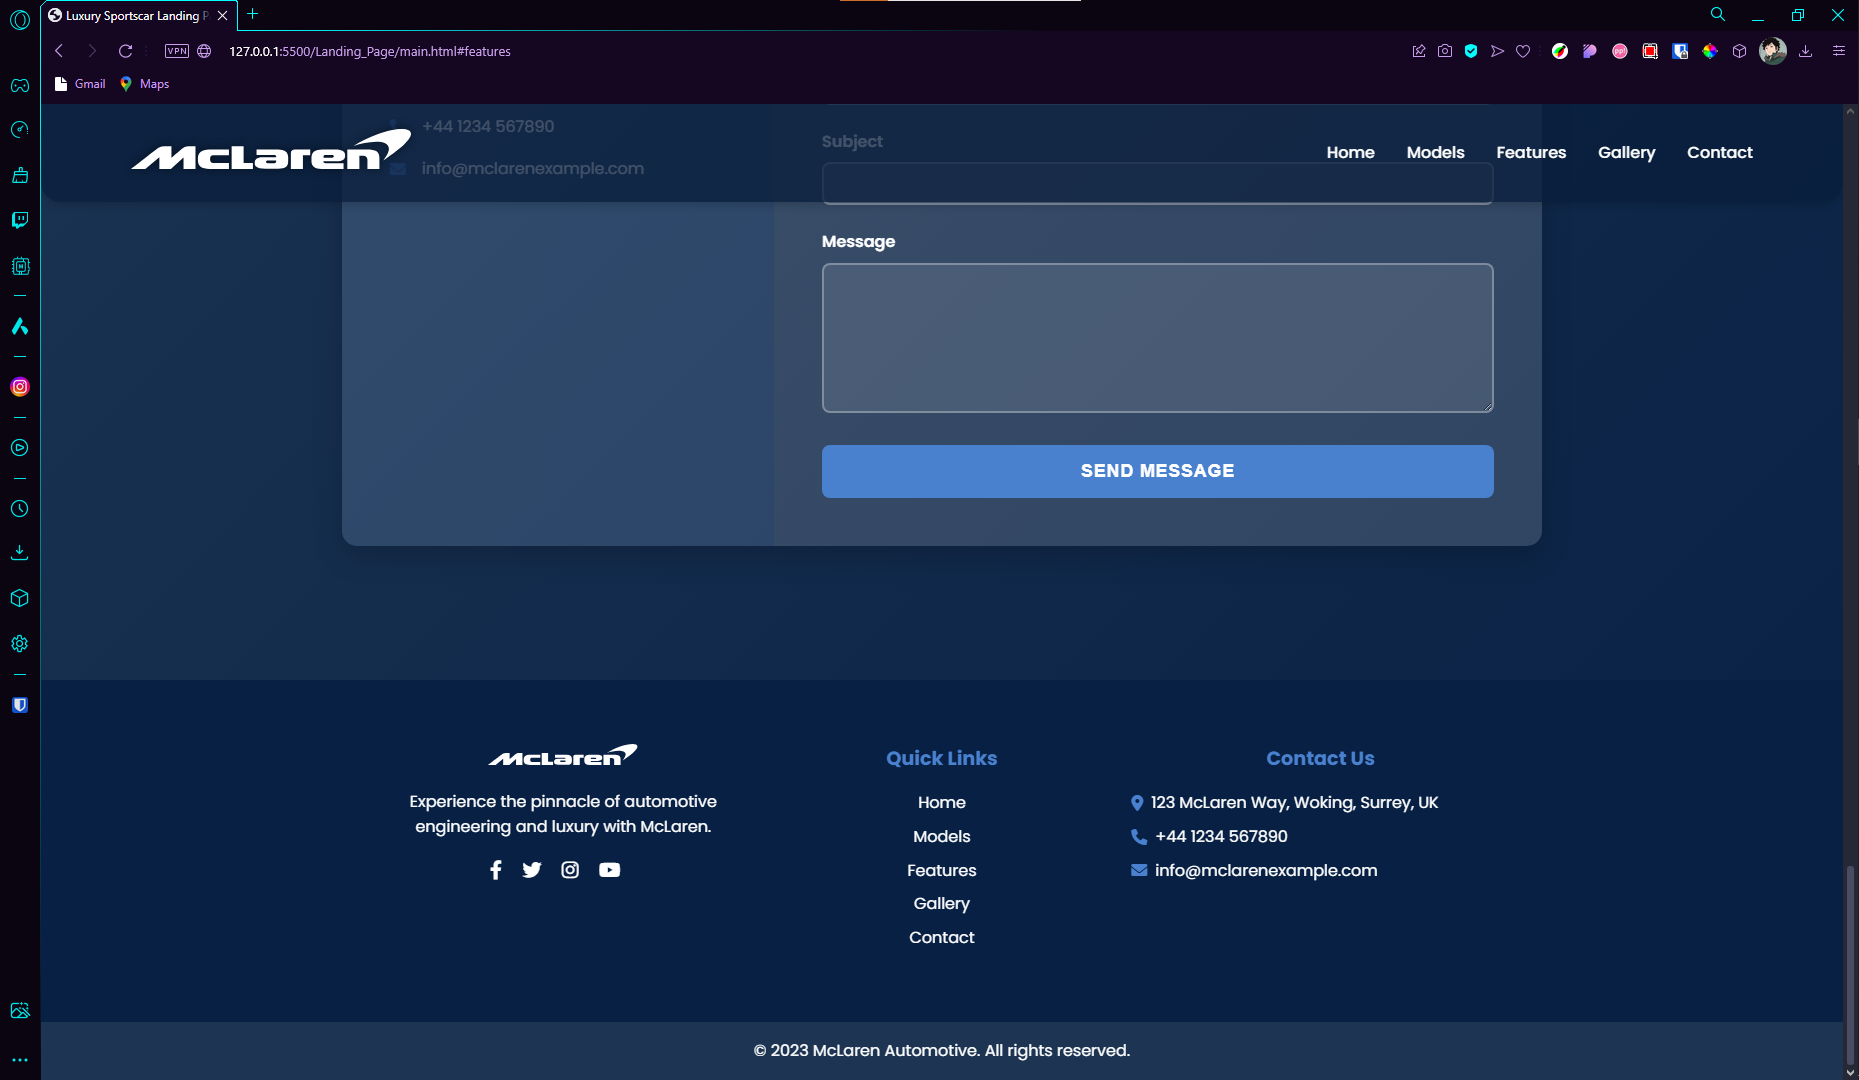 Luxury Sportscar Landing P
VPN
127.0.0.1:5500/Landing_Page/main.html#features
Gmail
Maps
+44 1234 567890
info@mclarenexample.com
McLaren
Home
Models
Features
Gallery
Contact
Subject
Message
SEND MESSAGE
McLaren
Experience the pinnacle of automotive
engineering and luxury with McLaren.
Quick Links
Home
Models
Features
Gallery
Contact
Contact Us
123 McLaren Way, Woking, Surrey, UK
+44 1234 567890
info@mclarenexample.com
© 2023 McLaren Automotive. All rights reserved.